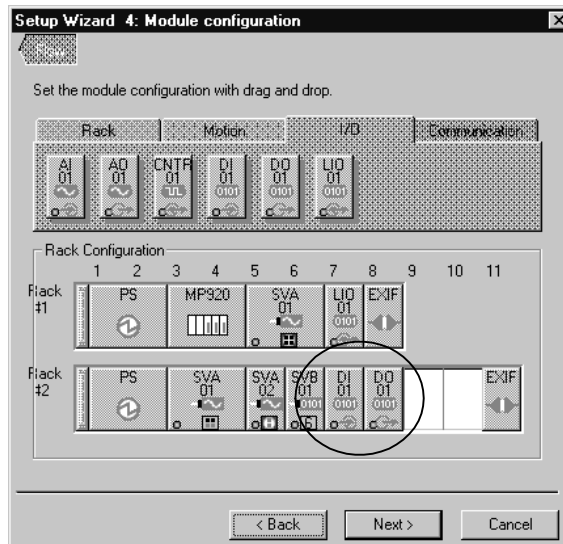 Setup Wizard 4: Module configuration
Set the module configuration with drag and drop.
Rack Motion I/O Communication
AI 01 AO 01 CNTR 01 DI 01 DO 01 LIO 01
Rack Configuration
1 2 3 4 5 6 7 8 9 10 11
Rack #1 PS MP920 SVA 01 LIO 01 EXIF
Rack #2 PS SVA 01 SVA 02 SVB 01 DI 01 DO 01 EXIF
< Back Next > Cancel